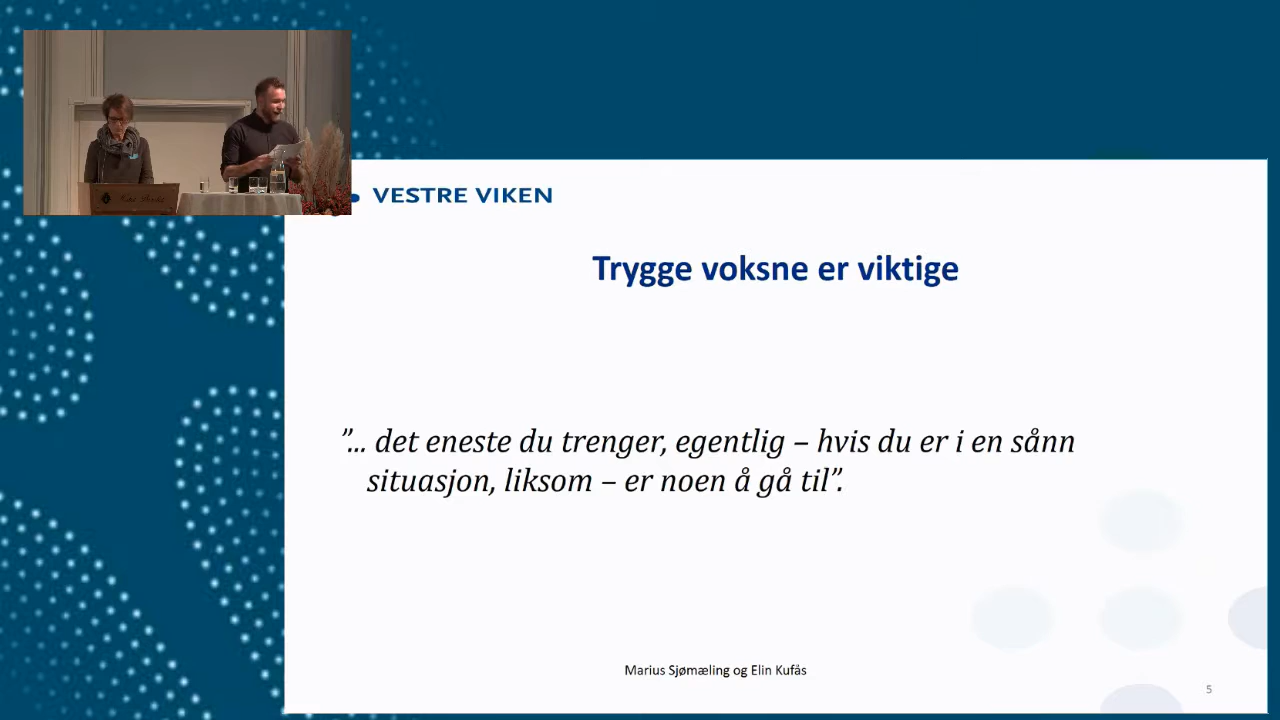 VESTRE VIKEN
Trygge voksne er viktige
”... det eneste du trenger, egentlig – hvis du er i en sånn
situasjon, liksom – er noen å gå til”.
Marius Sjømæling og Elin Kufås
5